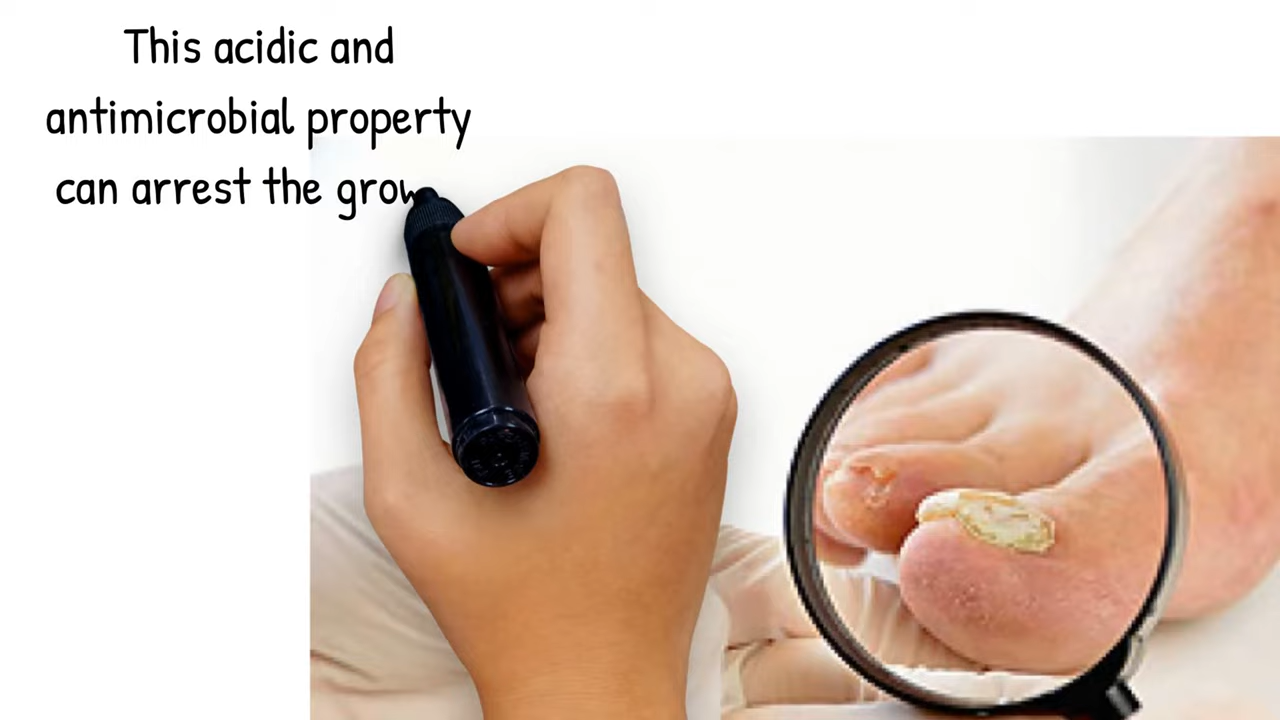 This acidic and
antimicrobial property
can arrest the grow